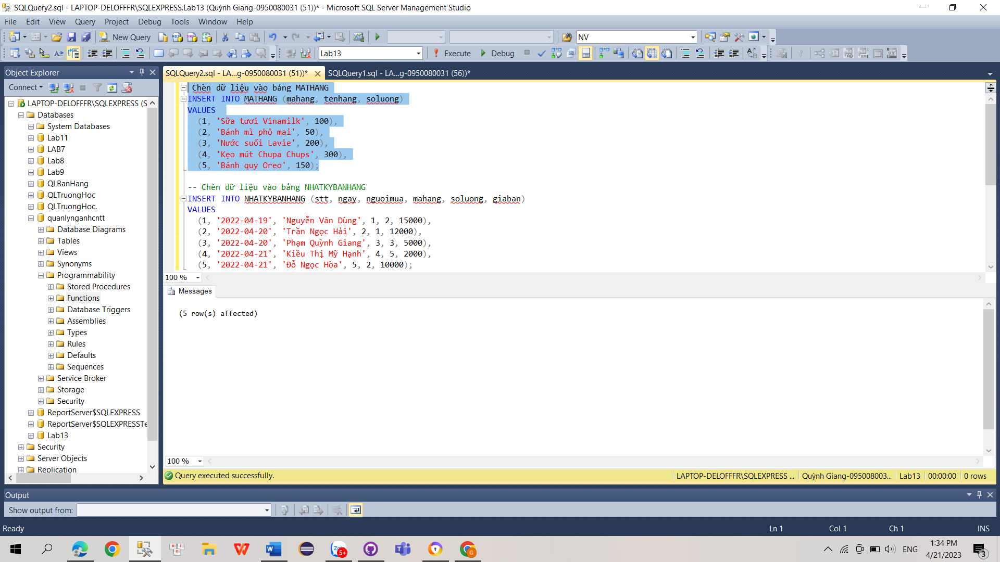 SQLQuery2.sql - LAPTOP-DELOFFFR\SQLEXPRESS.Lab13 (Quỳnh Giang-0950080031 (51))* - Microsoft SQL Server Management Studio
File Edit View Query Project Debug Tools Window Help
New Query
NV
Lab13
Execute
Debug
Object Explorer
Connect
LAPTOP-DELOFFFR\SQLEXPRESS (S
Databases
System Databases
Lab11
LAB7
Lab8
Lab9
QLBanHang
QLTruongHoc
QLTruongHoc.
quanlynganhcntt
Database Diagrams
Tables
Views
Synonyms
Programmability
Stored Procedures
Functions
Database Triggers
Assemblies
Types
Rules
Defaults
Sequences
Service Broker
Storage
Security
ReportServer$SQLEXPRESS
ReportServer$SQLEXPRESSTe
Lab13
Security
Server Objects
Replication
SQLQuery2.sql - LA...g-0950080031 (51))*
SQLQuery1.sql - LA...g-0950080031 (56))*
Chèn dữ liệu vào bảng MATHANG
INSERT INTO MATHANG (mahang, tenhang, soluong)
VALUES
(1, 'Sữa tươi Vinamilk', 100),
(2, 'Bánh mì phô mai', 50),
(3, 'Nước suối Lavie', 200),
(4, 'Kẹo mút Chupa Chups', 300),
(5, 'Bánh quy Oreo', 150);
-- Chèn dữ liệu vào bảng NHATKYBANHANG
INSERT INTO NHATKYBANHANG (stt, ngay, nguoimua, mahang, soluong, giaban)
VALUES
(1, '2022-04-19', 'Nguyễn Văn Dùng', 1, 2, 15000),
(2, '2022-04-20', 'Trần Ngọc Hải', 2, 1, 12000),
(3, '2022-04-20', 'Phạm Quỳnh Giang', 3, 3, 5000),
(4, '2022-04-21', 'Kiều Thị Mỹ Hạnh', 4, 5, 2000),
(5, '2022-04-21', 'Đỗ Ngọc Hòa', 5, 2, 10000);
100 %
Messages
(5 row(s) affected)
100 %
Query executed successfully.
LAPTOP-DELOFFFR\SQLEXPRESS ...
Quỳnh Giang-095008003...
Lab13
00:00:00
0 rows
Output
Show output from:
Ready
Ln 1
Col 1
Ch 1
INS
5+
G
ENG
1:34 PM
4/21/2023
3